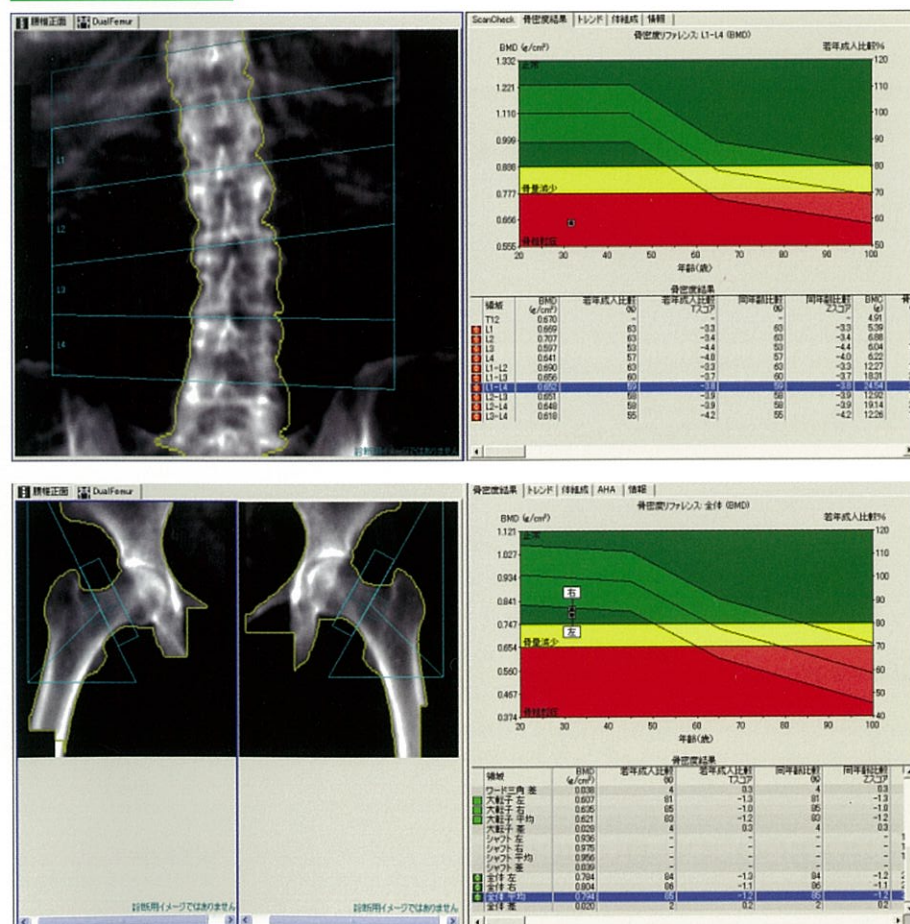 腰椎正面 DualFemur
ScanCheck 骨密度結果 トレンド 体組成 情報
骨密度リファレンス: L1-L4 (BMD)
BMD (g/cm²) 若年成人比較%
1.332 120
1.221 110
1.110 100
0.999 90
0.888 80
0.777 70
0.666 60
0.555 50
正常
骨量減少
骨粗鬆症
20 30 40 50 60 70 80 90 100
年齢(歳)
L1
L2
L3
L4
診断用イメージではありません
骨密度結果
領域 BMD (g/cm²) 若年成人比較 (%) 若年成人比較 Tスコア 同年齢比較 (%) 同年齢比較 Zスコア BMC (g)
T12 0.670 - - - - 4.91
L1 0.669 63 -3.3 63 -3.3 5.39
L2 0.707 63 -3.4 63 -3.4 6.88
L3 0.597 53 -4.4 53 -4.4 6.04
L4 0.641 57 -4.0 57 -4.0 6.22
L1-L2 0.690 63 -3.3 63 -3.3 12.27
L1-L3 0.656 60 -3.7 60 -3.7 18.31
L1-L4 0.652 59 -3.8 59 -3.8 24.54
L2-L3 0.651 58 -3.9 58 -3.9 12.92
L2-L4 0.648 58 -3.9 58 -3.9 19.14
L3-L4 0.618 55 -4.2 55 -4.2 12.26
腰椎正面 DualFemur
骨密度結果 トレンド 体組成 AHA 情報
骨密度リファレンス: 全体 (BMD)
BMD (g/cm²) 若年成人比較%
1.121 120
1.027 110
0.934 100
0.841 90
0.747 80
0.654 70
0.560 60
0.467 50
0.374 40
正常
右
左
骨量減少
骨粗鬆症
20 30 40 50 60 70 80 90 100
年齢(歳)
診断用イメージではありません 診断用イメージではありません
骨密度結果
領域 BMD (g/cm²) 若年成人比較 (%) 若年成人比較 Tスコア 同年齢比較 (%) 同年齢比較 Zスコア
ワード三角 差 0.038 4 0.3 4 0.3
大転子 左 0.607 81 -1.3 81 -1.3
大転子 右 0.635 85 -1.0 85 -1.0
大転子 平均 0.621 83 -1.2 83 -1.2
大転子 差 0.028 4 0.3 4 0.3
シャフト 左 0.936 - - - -
シャフト 右 0.975 - - - -
シャフト 平均 0.956 - - - -
シャフト 差 0.039 - - - -
全体 左 0.784 84 -1.3 84 -1.2
全体 右 0.804 86 -1.1 86 -1.1
全体 平均 0.794 85 -1.2 85 -1.2
全体 差 0.020 2 0.2 2 0.2